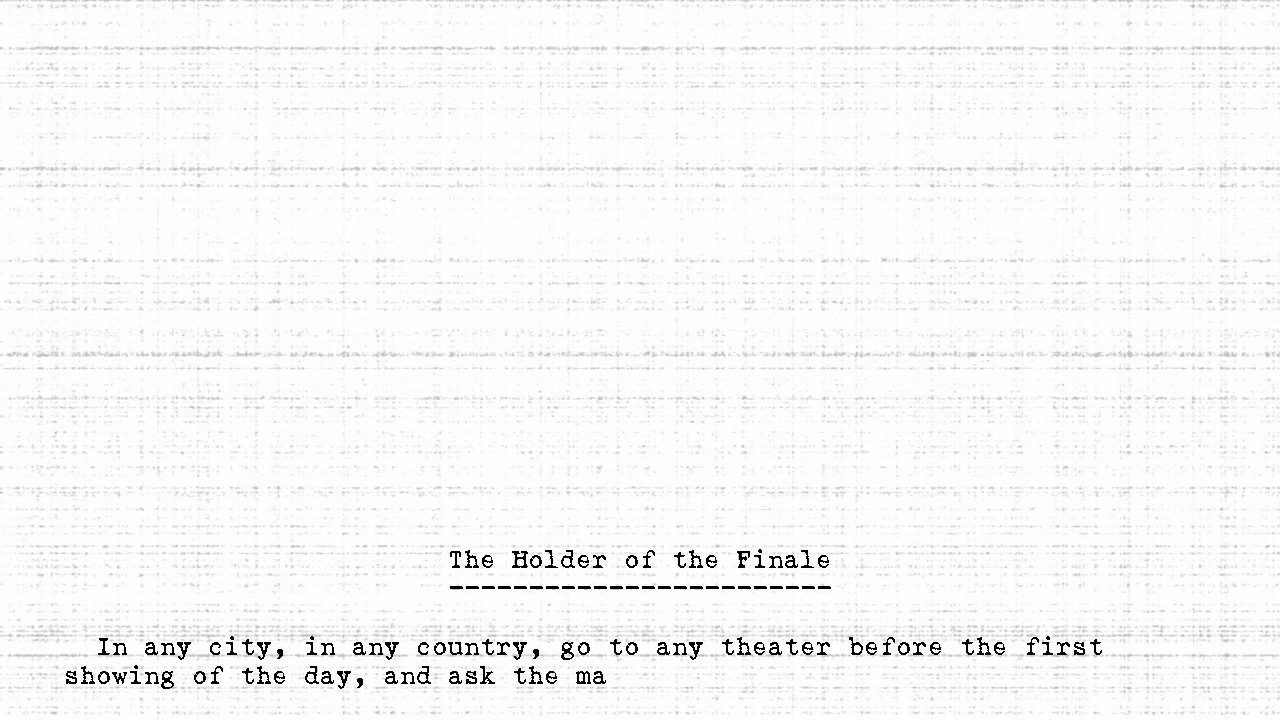 The Holder of the Finale
------------------------
In any city, in any country, go to any theater before the first
showing of the day, and ask the ma